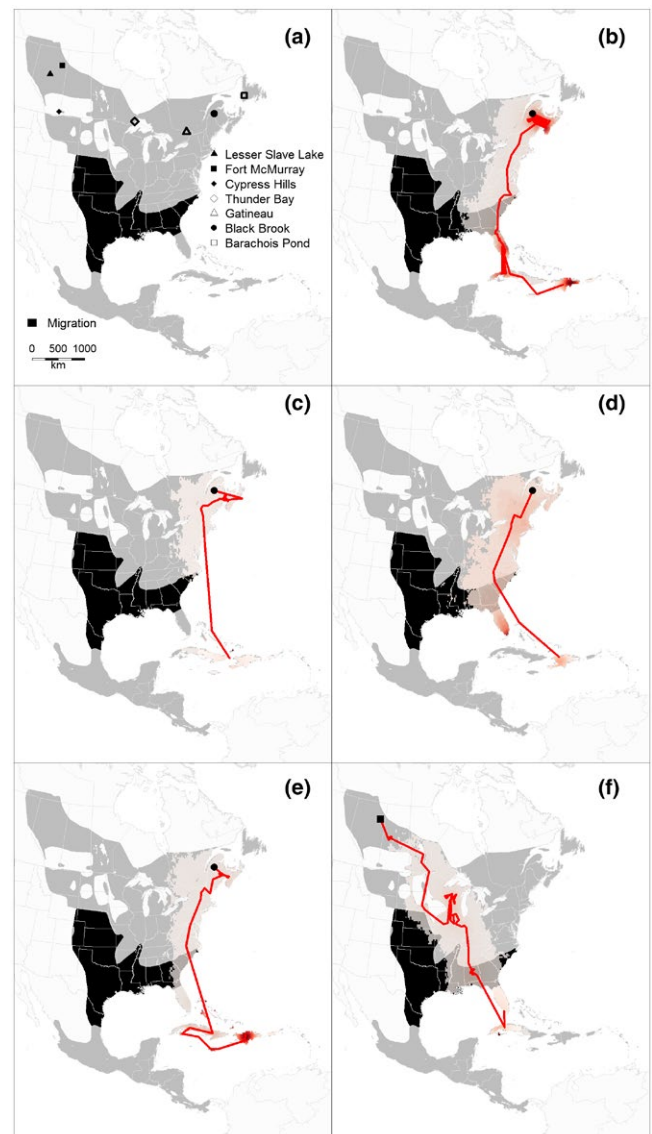 (a)
(b)
Lesser Slave Lake
Fort McMurray
Cypress Hills
Thunder Bay
Gatineau
Black Brook
Barachois Pond
Migration
0 500 1000
km
(c)
(d)
(e)
(f)